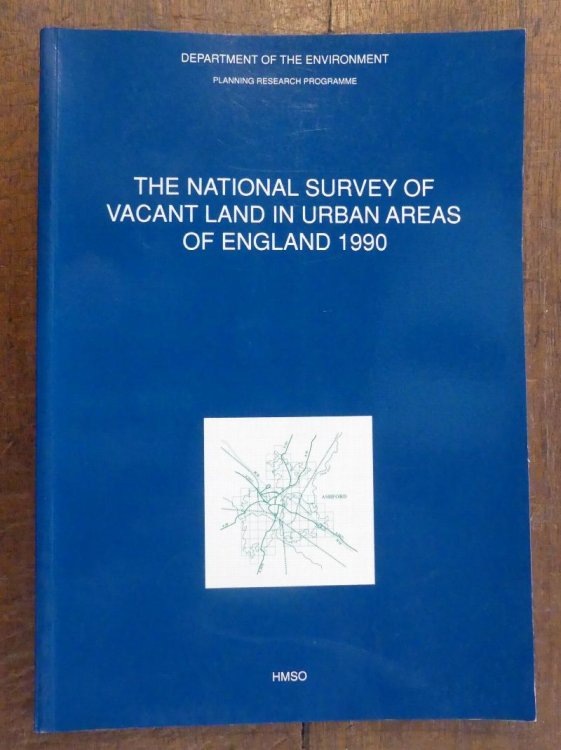 DEPARTMENT OF THE ENVIRONMENT
PLANNING RESEARCH PROGRAMME
THE NATIONAL SURVEY OF
VACANT LAND IN URBAN AREAS
OF ENGLAND 1990
ASHFORD
HMSO